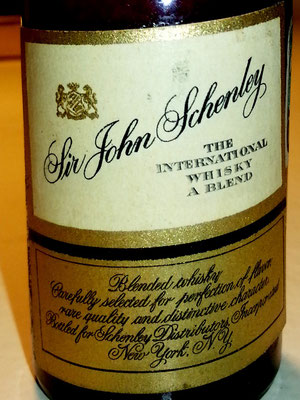 Sir John Schenley
THE
INTERNATIONAL
WHISKY
A BLEND
Blended whisky
Carefully selected for perfection of flavor,
rare quality and distinctive character.
Bottled for Schenley Distributors, Incorporated
New York, N.Y.